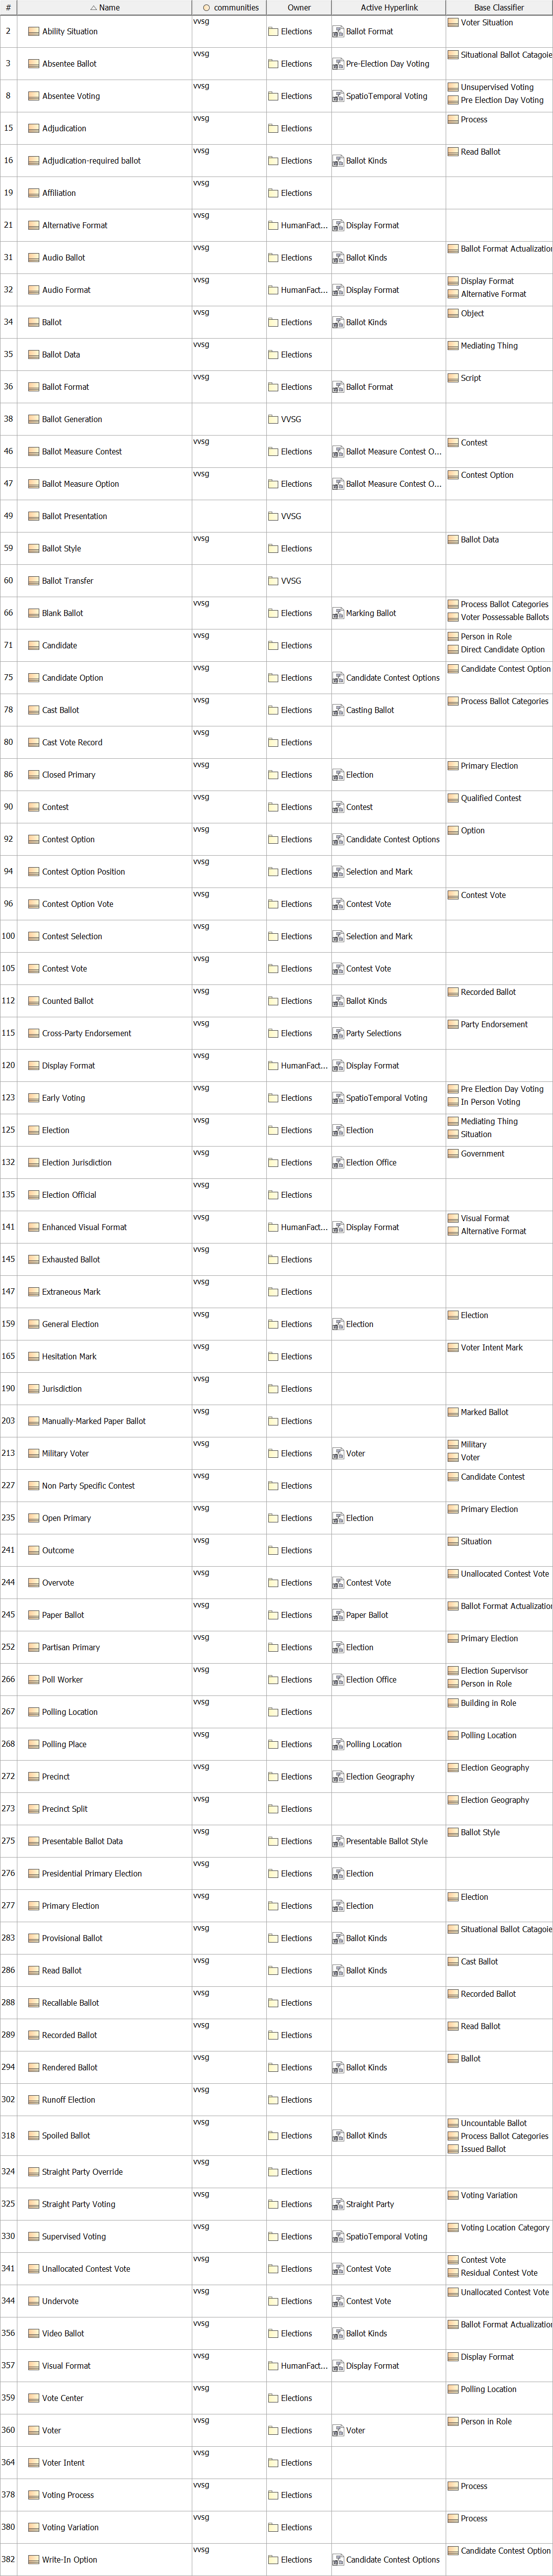 # Name communities Owner Active Hyperlink Base Classifier
2 Ability Situation vvsg Elections Ballot Format Voter Situation
3 Absentee Ballot vvsg Elections Pre-Election Day Voting Situational Ballot Catagoie
8 Absentee Voting vvsg Elections SpatioTemporal Voting Unsupervised Voting
Pre Election Day Voting
15 Adjudication vvsg Elections Process
16 Adjudication-required ballot vvsg Elections Ballot Kinds Read Ballot
19 Affiliation vvsg Elections
21 Alternative Format vvsg HumanFact... Display Format
31 Audio Ballot vvsg Elections Ballot Kinds Ballot Format Actualization
32 Audio Format vvsg HumanFact... Display Format Display Format
Alternative Format
34 Ballot vvsg Elections Ballot Kinds Object
35 Ballot Data vvsg Elections Mediating Thing
36 Ballot Format vvsg Elections Ballot Format Script
38 Ballot Generation VVSG
46 Ballot Measure Contest vvsg Elections Ballot Measure Contest O... Contest
47 Ballot Measure Option vvsg Elections Ballot Measure Contest O... Contest Option
49 Ballot Presentation VVSG
59 Ballot Style vvsg Elections Ballot Data
60 Ballot Transfer VVSG
66 Blank Ballot vvsg Elections Marking Ballot Process Ballot Categories
Voter Possessable Ballots
71 Candidate vvsg Elections Person in Role
Direct Candidate Option
75 Candidate Option vvsg Elections Candidate Contest Options Candidate Contest Option
78 Cast Ballot vvsg Elections Casting Ballot Process Ballot Categories
80 Cast Vote Record vvsg Elections
86 Closed Primary vvsg Elections Election Primary Election
90 Contest vvsg Elections Contest Qualified Contest
92 Contest Option vvsg Elections Candidate Contest Options Option
94 Contest Option Position vvsg Elections Selection and Mark
96 Contest Option Vote vvsg Elections Contest Vote Contest Vote
100 Contest Selection vvsg Elections Selection and Mark
105 Contest Vote vvsg Elections Contest Vote
112 Counted Ballot vvsg Elections Ballot Kinds Recorded Ballot
115 Cross-Party Endorsement vvsg Elections Party Selections Party Endorsement
120 Display Format vvsg HumanFact... Display Format
123 Early Voting vvsg Elections SpatioTemporal Voting Pre Election Day Voting
In Person Voting
125 Election vvsg Elections Election Mediating Thing
Situation
132 Election Jurisdiction vvsg Elections Election Office Government
135 Election Official vvsg Elections
141 Enhanced Visual Format vvsg HumanFact... Display Format Visual Format
Alternative Format
145 Exhausted Ballot vvsg Elections
147 Extraneous Mark vvsg Elections
159 General Election vvsg Elections Election Election
165 Hesitation Mark vvsg Elections Voter Intent Mark
190 Jurisdiction vvsg Elections
203 Manually-Marked Paper Ballot vvsg Elections Marked Ballot
213 Military Voter vvsg Elections Voter Military
Voter
227 Non Party Specific Contest vvsg Elections Candidate Contest
235 Open Primary vvsg Elections Election Primary Election
241 Outcome vvsg Elections Situation
244 Overvote vvsg Elections Contest Vote Unallocated Contest Vote
245 Paper Ballot vvsg Elections Paper Ballot Ballot Format Actualization
252 Partisan Primary vvsg Elections Election Primary Election
266 Poll Worker vvsg Elections Election Office Election Supervisor
Person in Role
267 Polling Location vvsg Elections Building in Role
268 Polling Place vvsg Elections Polling Location Polling Location
272 Precinct vvsg Elections Election Geography Election Geography
273 Precinct Split vvsg Elections Election Geography
275 Presentable Ballot Data vvsg Elections Presentable Ballot Style Ballot Style
276 Presidential Primary Election vvsg Elections Election
277 Primary Election vvsg Elections Election Election
283 Provisional Ballot vvsg Elections Ballot Kinds Situational Ballot Catagoie
286 Read Ballot vvsg Elections Ballot Kinds Cast Ballot
288 Recallable Ballot vvsg Elections Recorded Ballot
289 Recorded Ballot vvsg Elections Read Ballot
294 Rendered Ballot vvsg Elections Ballot Kinds Ballot
302 Runoff Election vvsg Elections
318 Spoiled Ballot vvsg Elections Ballot Kinds Uncountable Ballot
Process Ballot Categories
Issued Ballot
324 Straight Party Override vvsg Elections
325 Straight Party Voting vvsg Elections Straight Party Voting Variation
330 Supervised Voting vvsg Elections SpatioTemporal Voting Voting Location Category
341 Unallocated Contest Vote vvsg Elections Contest Vote Contest Vote
Residual Contest Vote
344 Undervote vvsg Elections Contest Vote Unallocated Contest Vote
356 Video Ballot vvsg Elections Ballot Kinds Ballot Format Actualization
357 Visual Format vvsg HumanFact... Display Format Display Format
359 Vote Center vvsg Elections Polling Location
360 Voter vvsg Elections Voter Person in Role
364 Voter Intent vvsg Elections
378 Voting Process vvsg Elections Process
380 Voting Variation vvsg Elections Process
382 Write-In Option vvsg Elections Candidate Contest Options Candidate Contest Option